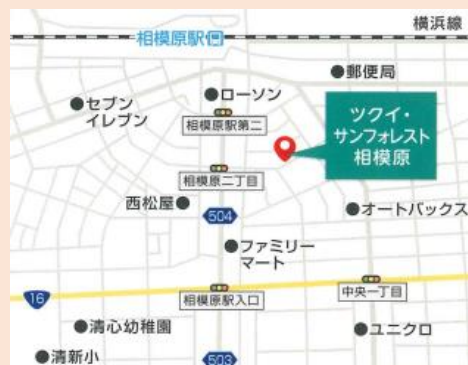 横浜線
相模原駅
郵便局
セブン
イレブン
ローソン
相模原駅第二
ツクイ・
サンフォレスト
相模原
相模原二丁目
西松屋
504
オートバックス
ファミリー
マート
16
相模原駅入口
中央一丁目
清心幼稚園
ユニクロ
清新小
503